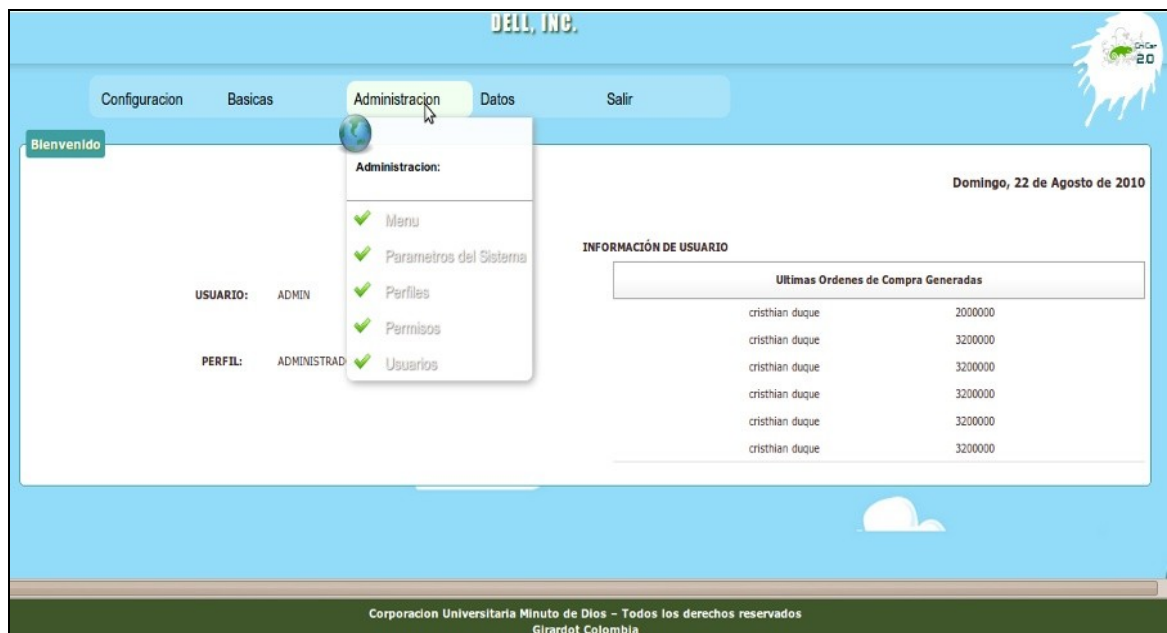 DELL, INC.
CriCar
2.0
Configuracion Basicas Administracion Datos Salir
Bienvenido
Administracion:
Menu
Parametros del Sistema
Perfiles
Permisos
Usuarios
Domingo, 22 de Agosto de 2010
USUARIO: ADMIN
PERFIL: ADMINISTRAD
INFORMACIÓN DE USUARIO
Ultimas Ordenes de Compra Generadas
cristhian duque 2000000
cristhian duque 3200000
cristhian duque 3200000
cristhian duque 3200000
cristhian duque 3200000
cristhian duque 3200000
Corporacion Universitaria Minuto de Dios – Todos los derechos reservados
Girardot Colombia